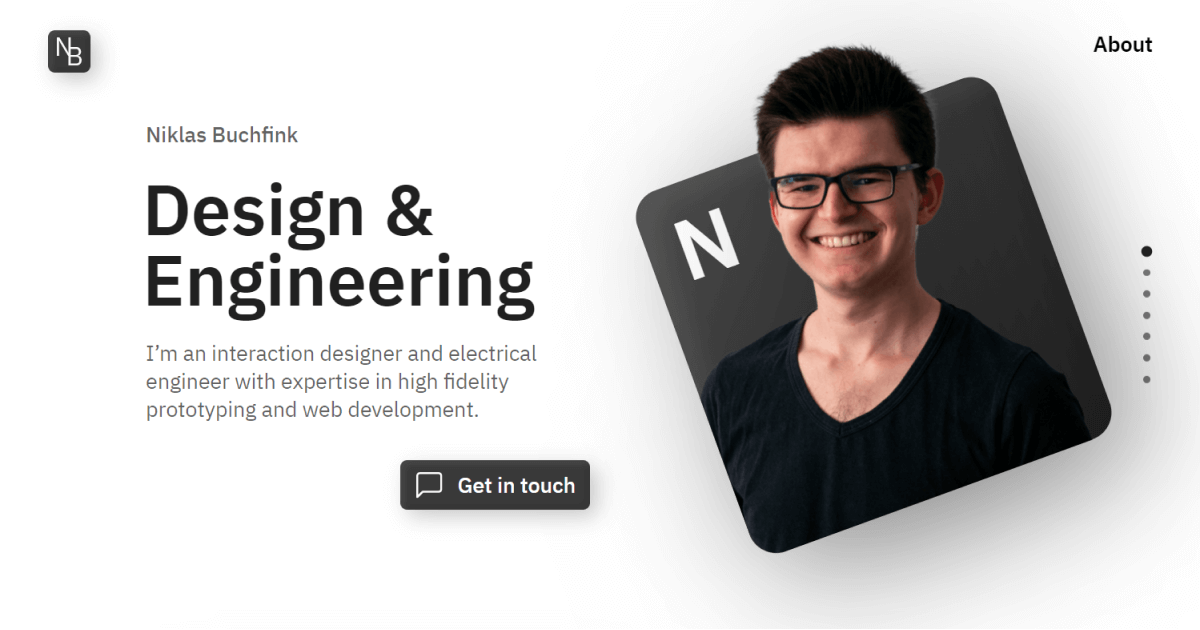 NB
About
Niklas Buchfink
Design &
Engineering
N
I’m an interaction designer and electrical
engineer with expertise in high fidelity
prototyping and web development.
Get in touch